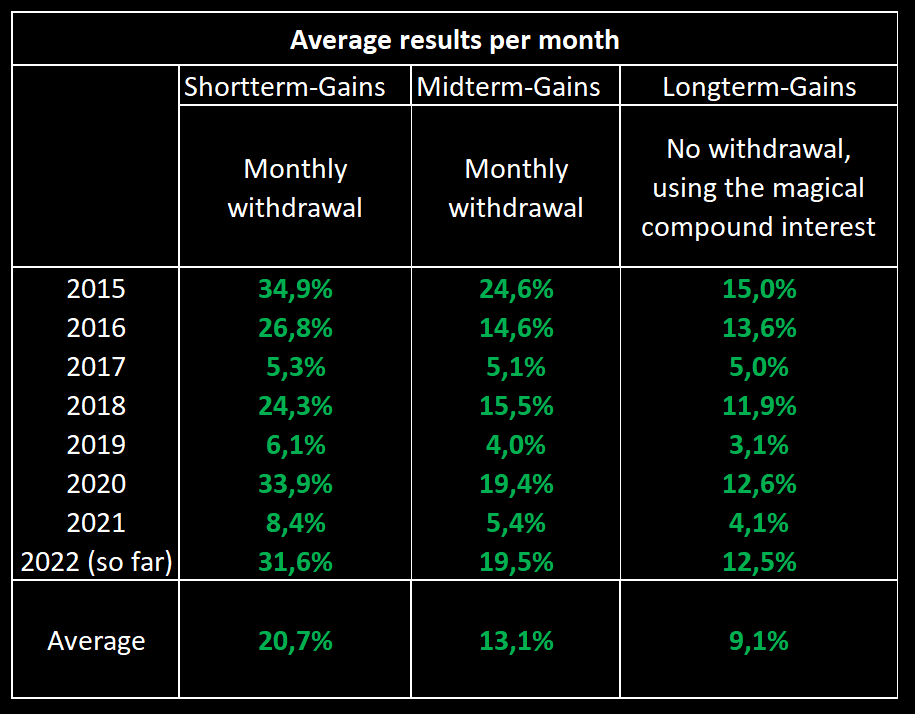 Average results per month
Shortterm-Gains Midterm-Gains Longterm-Gains
Monthly
withdrawal
Monthly
withdrawal
No withdrawal,
using the magical
compound interest
2015 34,9% 24,6% 15,0%
2016 26,8% 14,6% 13,6%
2017 5,3% 5,1% 5,0%
2018 24,3% 15,5% 11,9%
2019 6,1% 4,0% 3,1%
2020 33,9% 19,4% 12,6%
2021 8,4% 5,4% 4,1%
2022 (so far) 31,6% 19,5% 12,5%
Average 20,7% 13,1% 9,1%